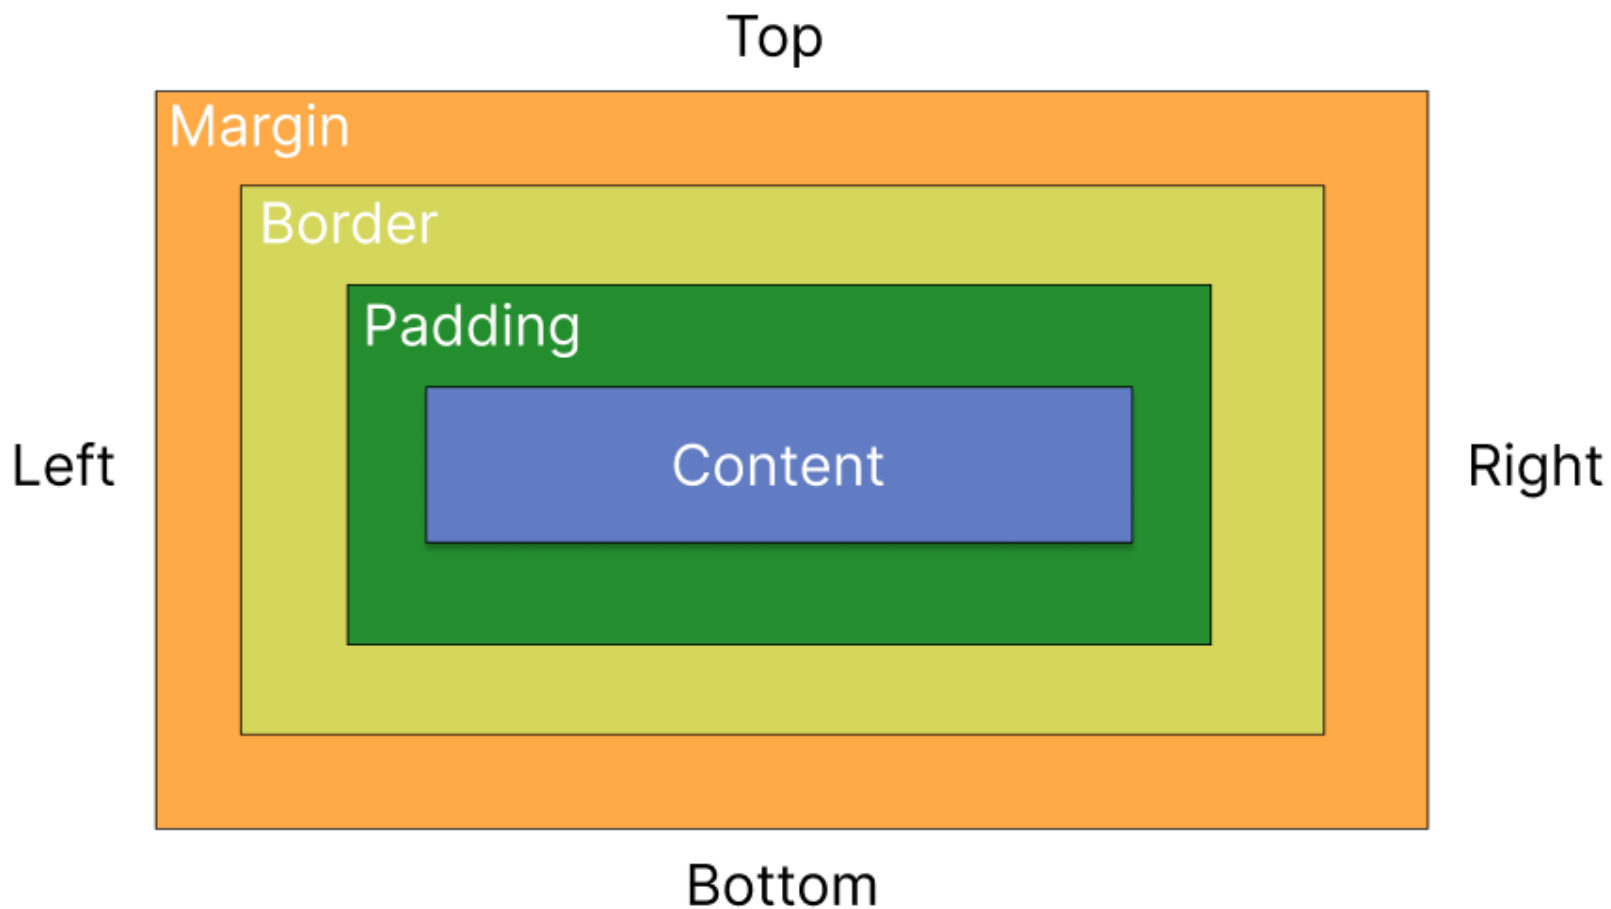 Top
Margin
Border
Padding
Left
Content
Right
Bottom